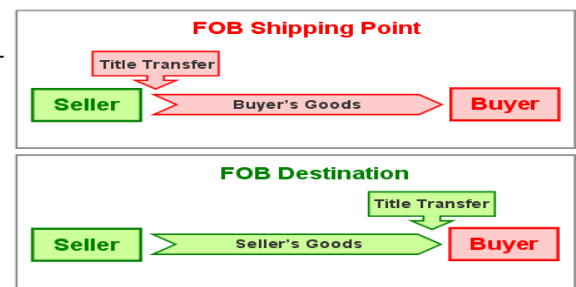 FOB Shipping Point
Title Transfer
Seller
Buyer's Goods
Buyer
FOB Destination
Title Transfer
Seller
Seller's Goods
Buyer